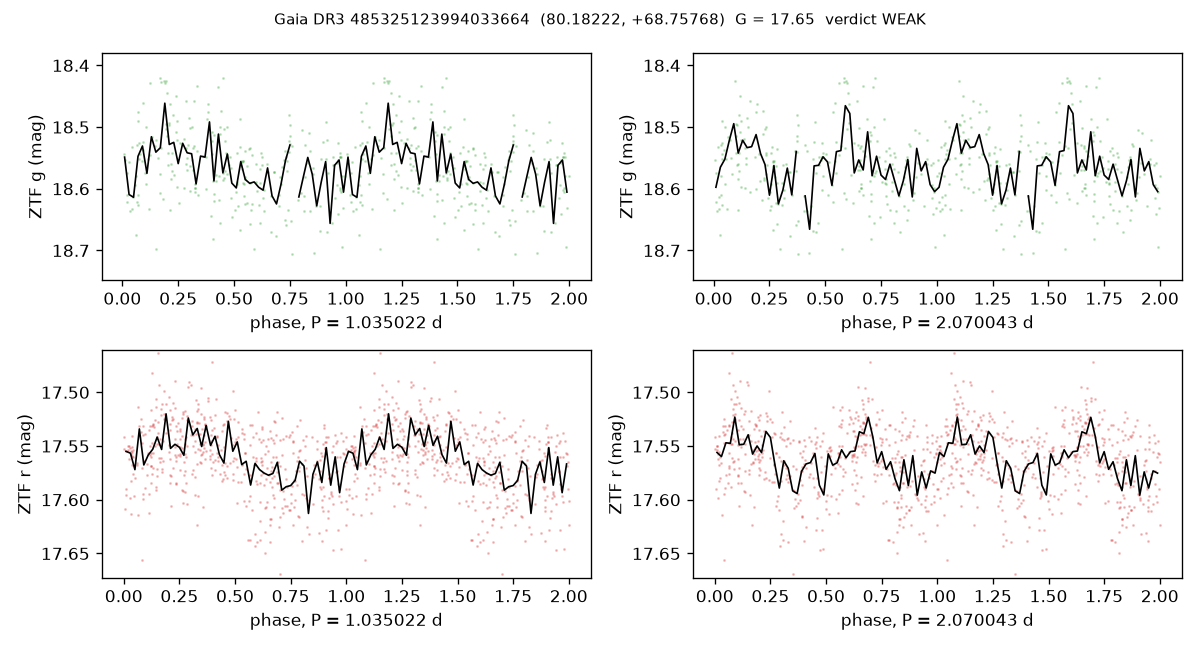 Gaia DR3 485325123994033664 (80.18222, +68.75768) G = 17.65 verdict WEAK
18.4
18.5
18.6
18.7
ZTF g (mag)
0.00 0.25 0.50 0.75 1.00 1.25 1.50 1.75 2.00
phase, P = 1.035022 d
18.4
18.5
18.6
18.7
ZTF g (mag)
0.00 0.25 0.50 0.75 1.00 1.25 1.50 1.75 2.00
phase, P = 2.070043 d
17.50
17.55
17.60
17.65
ZTF r (mag)
0.00 0.25 0.50 0.75 1.00 1.25 1.50 1.75 2.00
phase, P = 1.035022 d
17.50
17.55
17.60
17.65
ZTF r (mag)
0.00 0.25 0.50 0.75 1.00 1.25 1.50 1.75 2.00
phase, P = 2.070043 d